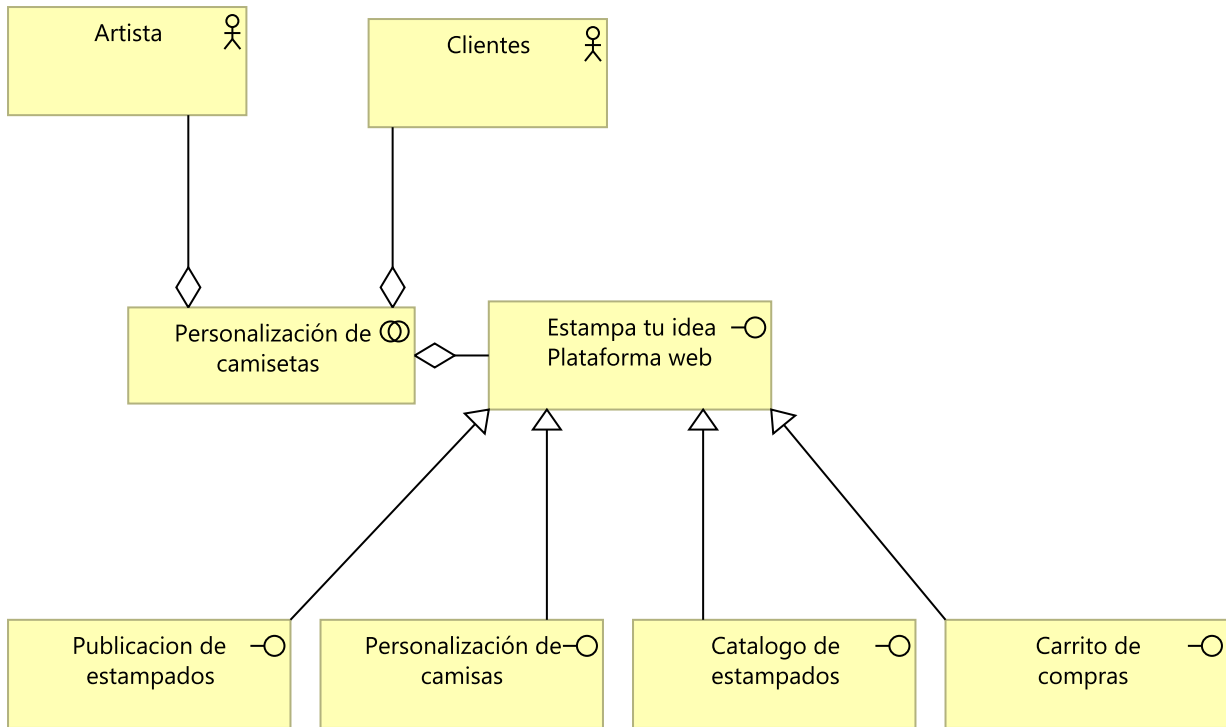 Artista
Clientes
Personalización de
camisetas
Estampa tu idea
Plataforma web
Publicacion de
estampados
Personalización de
camisas
Catalogo de
estampados
Carrito de
compras